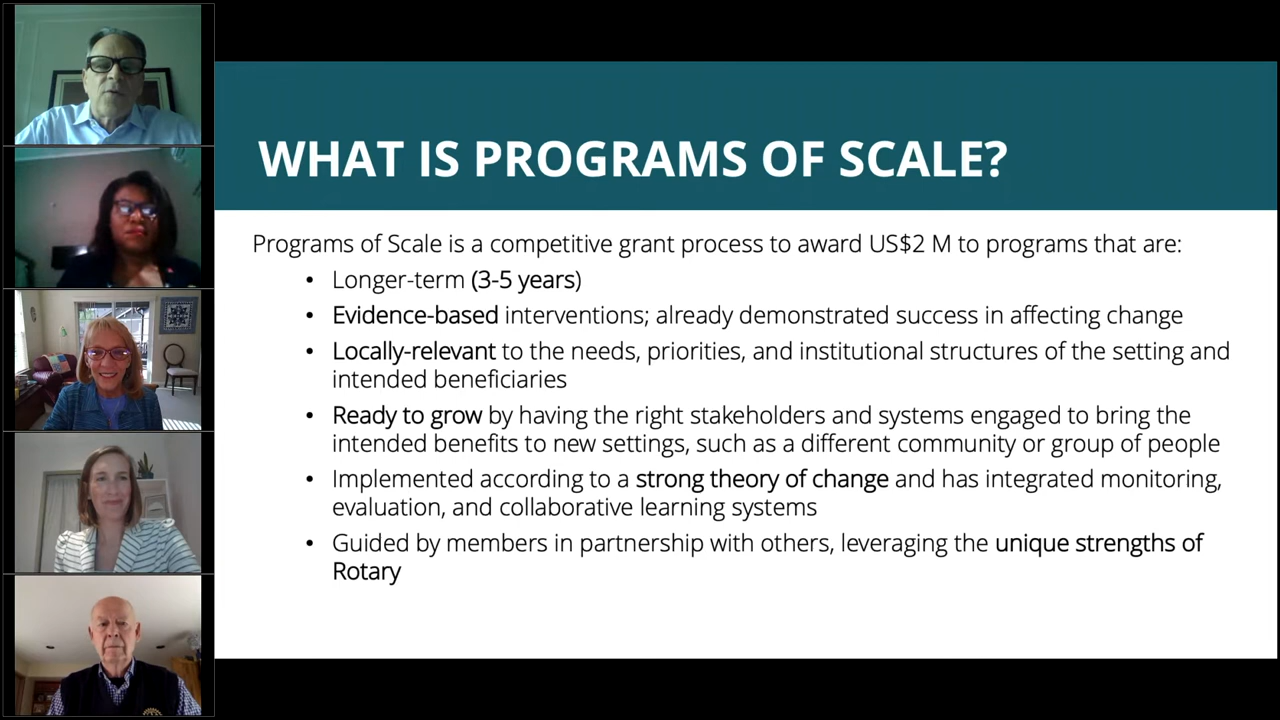 WHAT IS PROGRAMS OF SCALE?
Programs of Scale is a competitive grant process to award US$2 M to programs that are:
• Longer-term (3-5 years)
• Evidence-based interventions; already demonstrated success in affecting change
• Locally-relevant to the needs, priorities, and institutional structures of the setting and
intended beneficiaries
• Ready to grow by having the right stakeholders and systems engaged to bring the
intended benefits to new settings, such as a different community or group of people
• Implemented according to a strong theory of change and has integrated monitoring,
evaluation, and collaborative learning systems
• Guided by members in partnership with others, leveraging the unique strengths of
Rotary